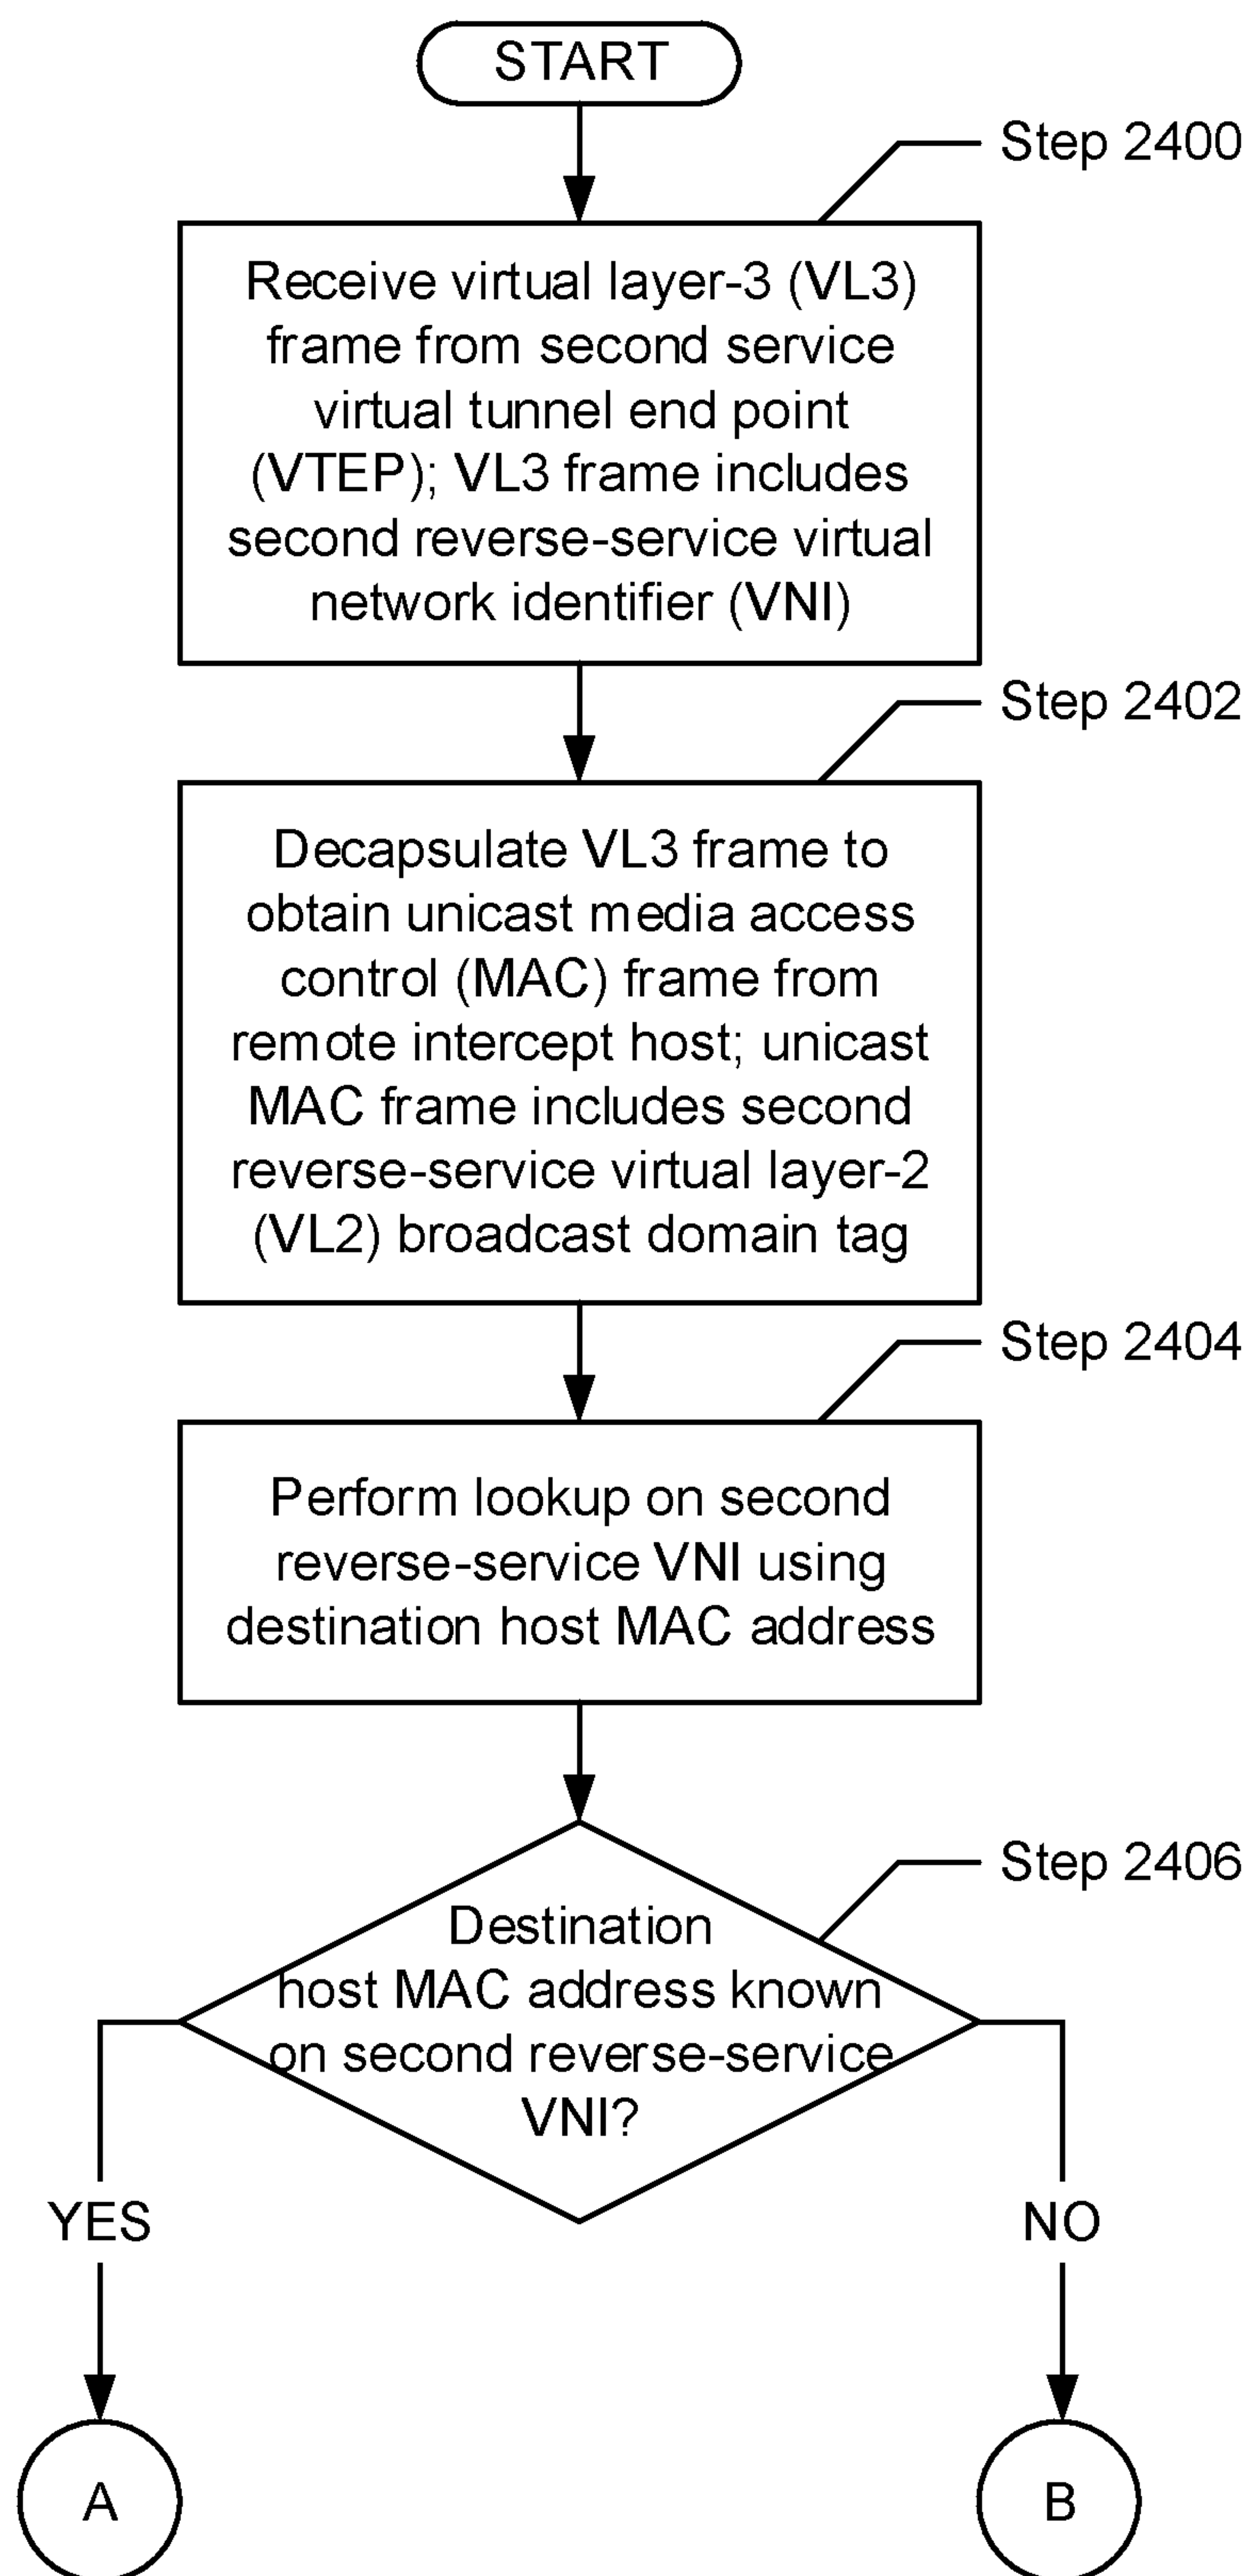 START
Step 2400
Receive virtual layer-3 (VL3)
frame from second service
virtual tunnel end point
(VTEP); VL3 frame includes
second reverse-service virtual
network identifier (VNI)
Step 2402
Decapsulate VL3 frame to
obtain unicast media access
control (MAC) frame from
remote intercept host; unicast
MAC frame includes second
reverse-service virtual layer-2
(VL2) broadcast domain tag
Step 2404
Perform lookup on second
reverse-service VNI using
destination host MAC address
Step 2406
Destination
host MAC address known
on second reverse-service
VNI?
YES
NO
A
B